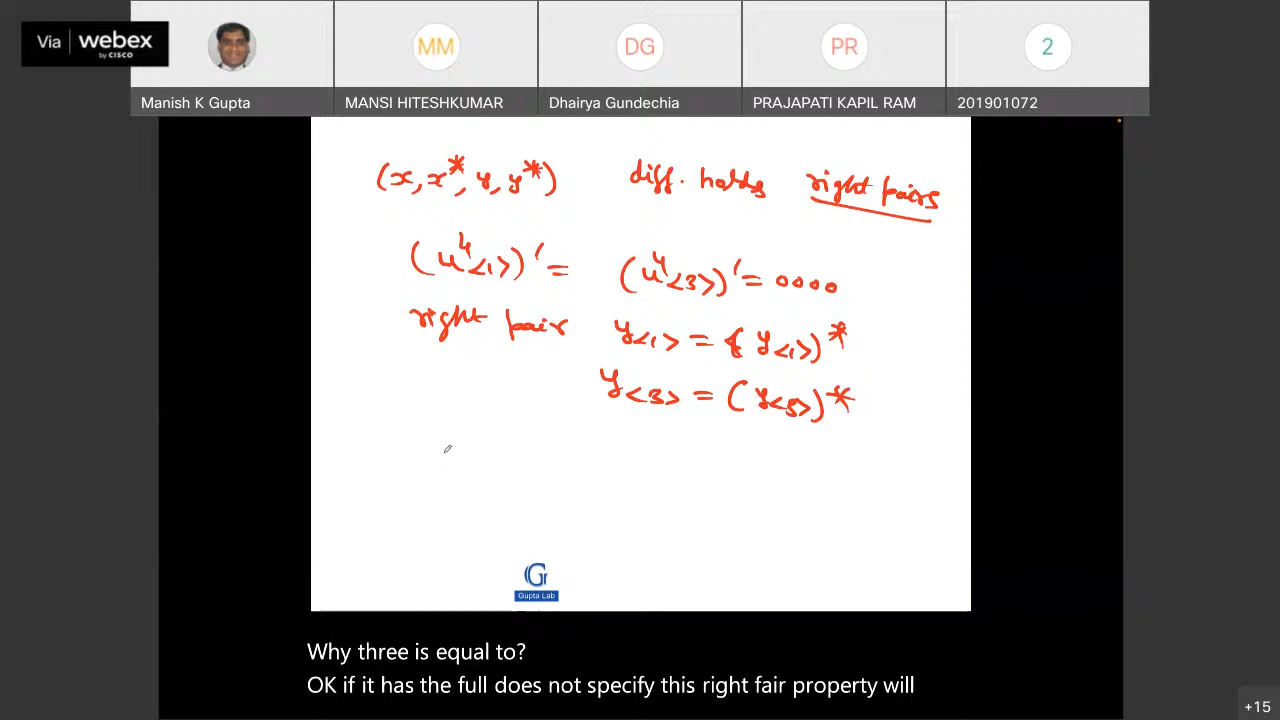 Via webex
by CISCO
MM
DG
PR
2
Manish K Gupta
MANSI HITESHKUMAR
Dhairya Gundechia
PRAJAPATI KAPIL RAM
201901072
(x, x*, y, y*) diff. holds right pairs
(u⁴<1>)' = (u⁴<3>)' = 0000
right pair y<1> = (y<1>)*
y<3> = (y<3>)*
G
Gupta Lab
Why three is equal to?
OK if it has the full does not specify this right fair property will
+15